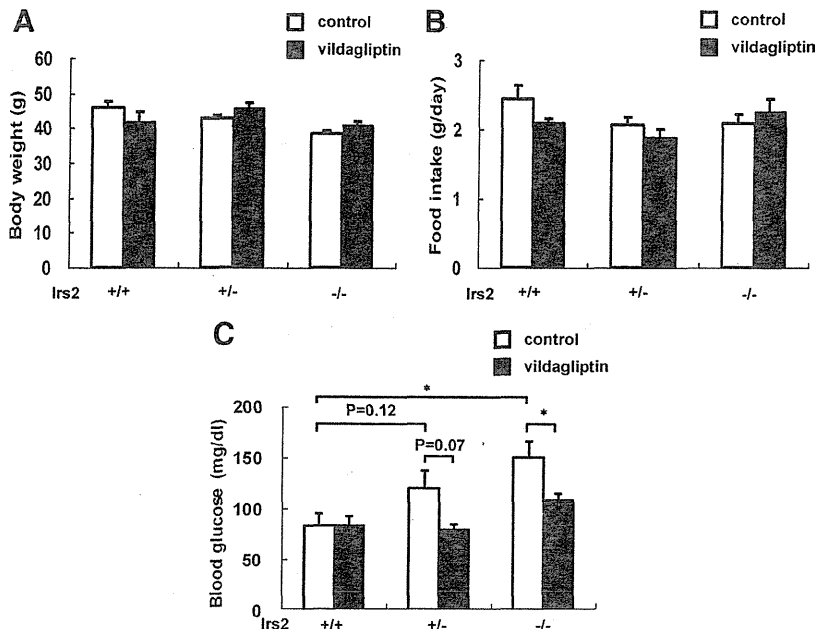 A
control
vildagliptin
Body weight (g)
60
50
40
30
20
10
0
Irs2 +/+ +/- -/-
B
control
vildagliptin
Food intake (g/day)
3
2
1
0
Irs2 +/+ +/- -/-
C
control
vildagliptin
Blood glucose (mg/dl)
200
150
100
50
0
*
P=0.12
*
P=0.07
Irs2 +/+ +/- -/-